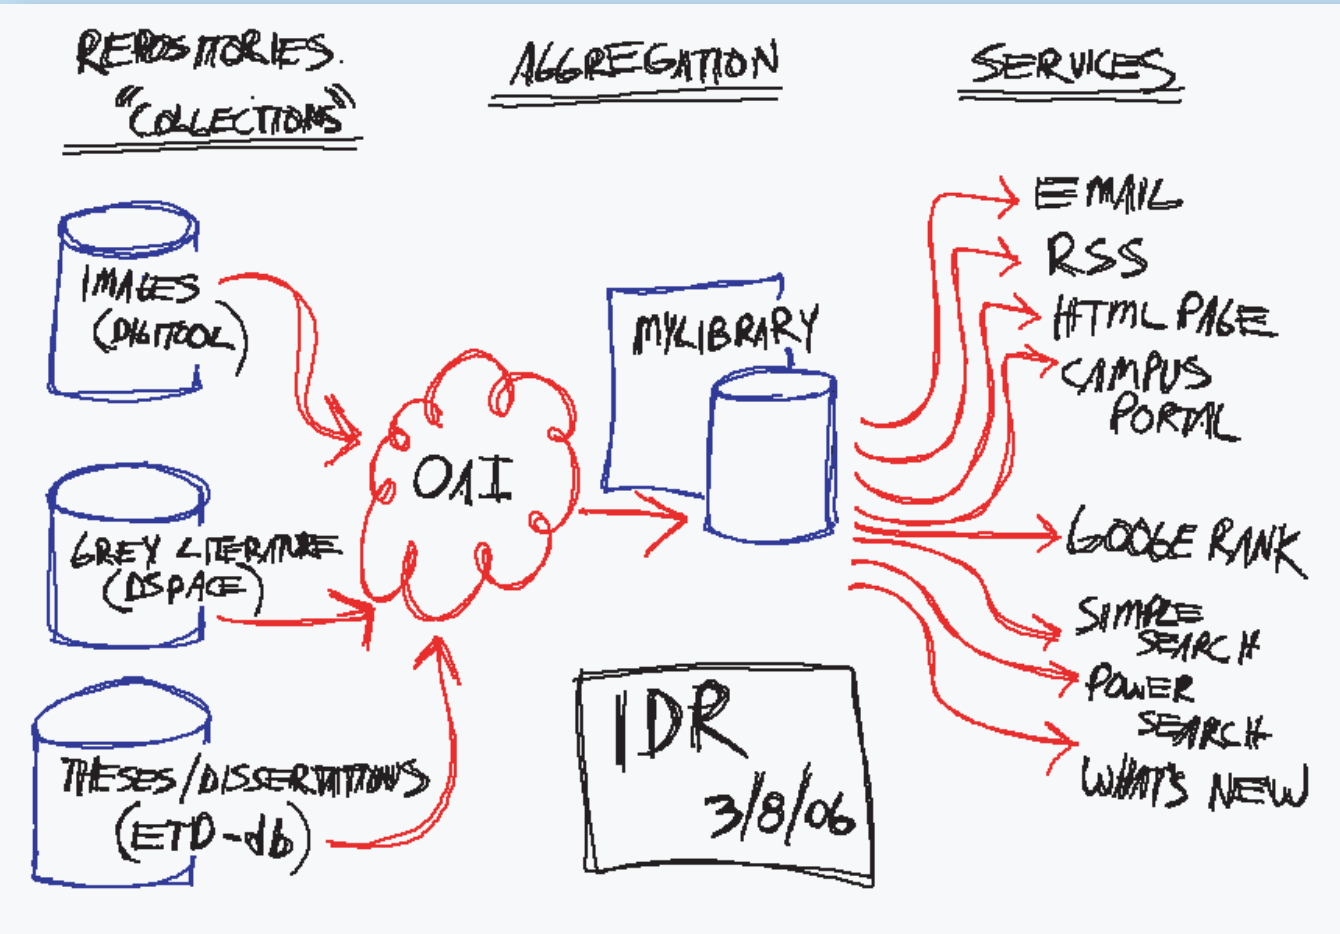 REPOSITORIES.
"COLLECTIONS"
AGGREGATION
SERVICES
IMAGES
(DIGITOOL)
GREY LITERATURE
(DSPACE)
THESES/DISSERTATIONS
(ETD-db)
OAI
MYLIBRARY
IDR
3/8/06
EMAIL
RSS
HTML PAGE
CAMPUS
PORTAL
GOOGE RANK
SIMPLE
SEARCH
POWER
SEARCH
WHAT'S NEW